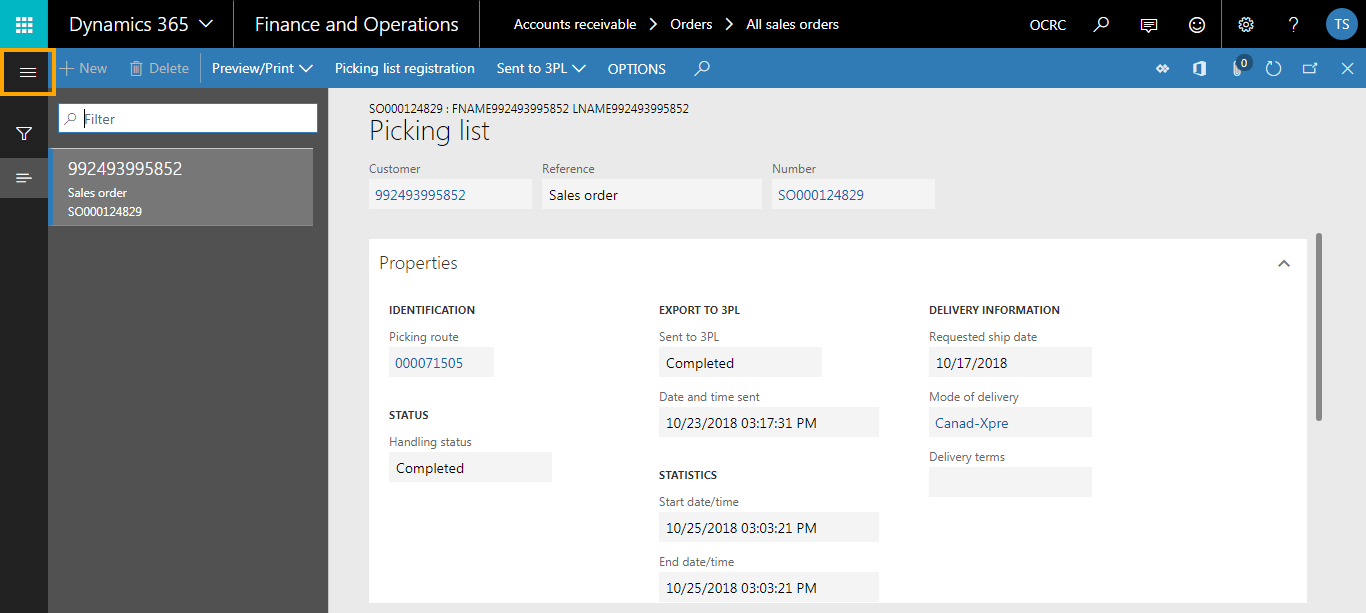 Dynamics 365
Finance and Operations
Accounts receivable > Orders > All sales orders
OCRC
?
TS
+ New
Delete
Preview/Print
Picking list registration
Sent to 3PL
OPTIONS
0
Filter
992493995852
Sales order
SO000124829
SO000124829 : FNAME992493995852 LNAME992493995852
Picking list
Customer
Reference
Number
992493995852
Sales order
SO000124829
Properties
IDENTIFICATION
Picking route
000071505
STATUS
Handling status
Completed
EXPORT TO 3PL
Sent to 3PL
Completed
Date and time sent
10/23/2018 03:17:31 PM
STATISTICS
Start date/time
10/25/2018 03:03:21 PM
End date/time
10/25/2018 03:03:21 PM
DELIVERY INFORMATION
Requested ship date
10/17/2018
Mode of delivery
Canad-Xpre
Delivery terms